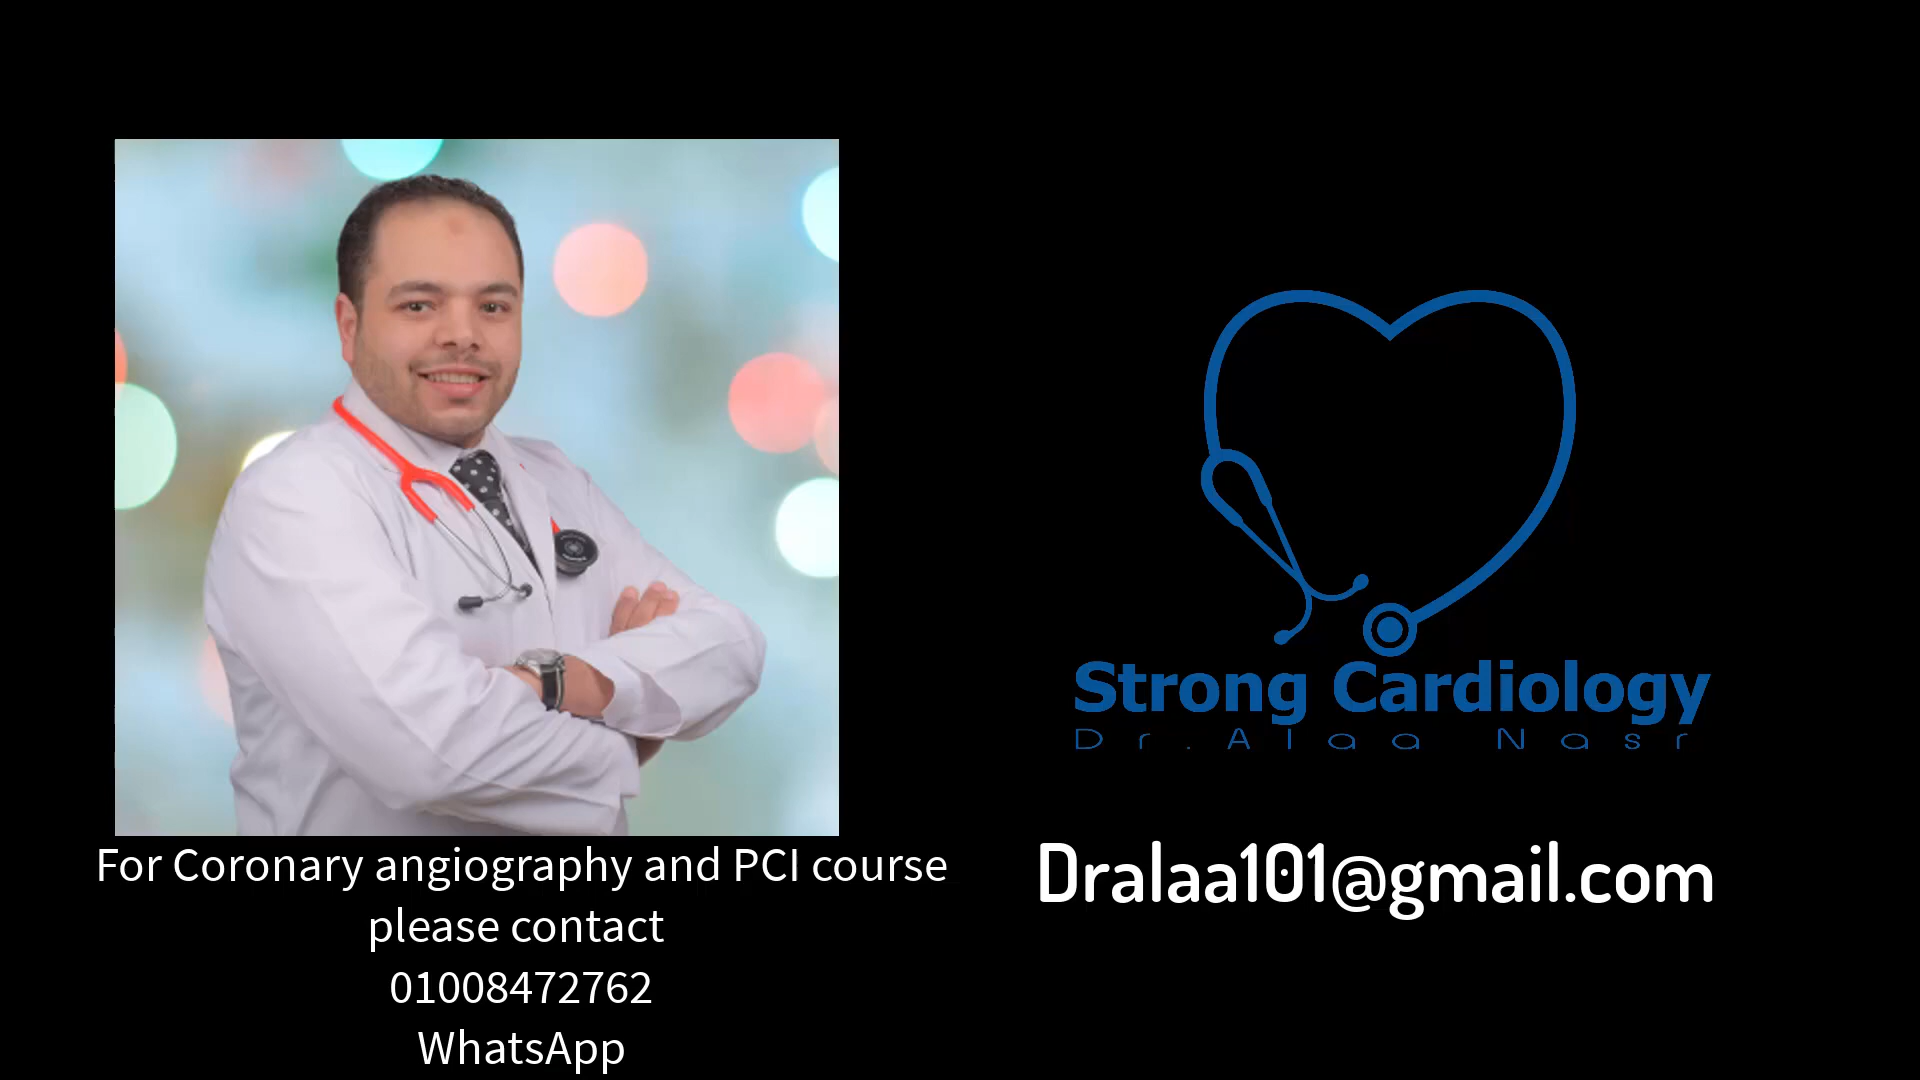 For Coronary angiography and PCI course
please contact
01008472762
WhatsApp
Strong Cardiology
Dr.Alaa Nasr
Dralaa101@gmail.com